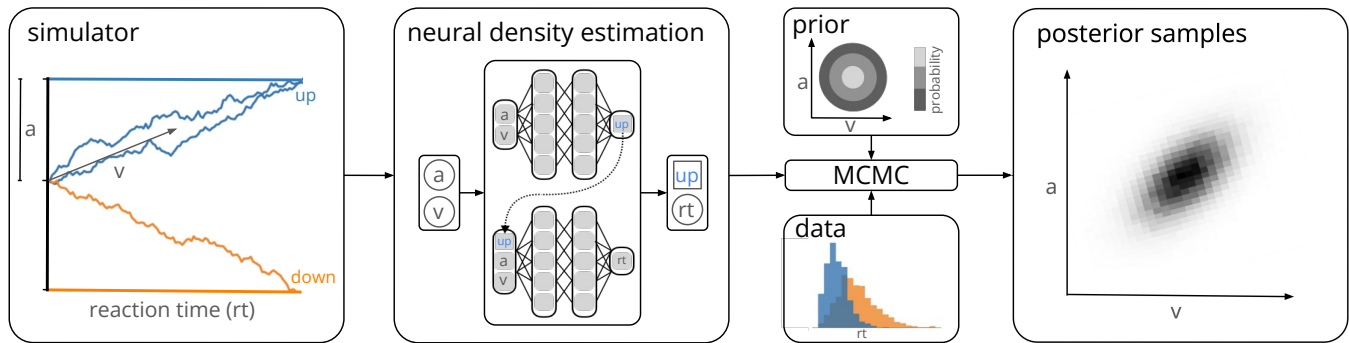 simulator
up
a
v
down
reaction time (rt)
neural density estimation
a
v
up
a
v
up
a
v
rt
up
rt
prior
a
v
probability
MCMC
data
rt
posterior samples
a
v